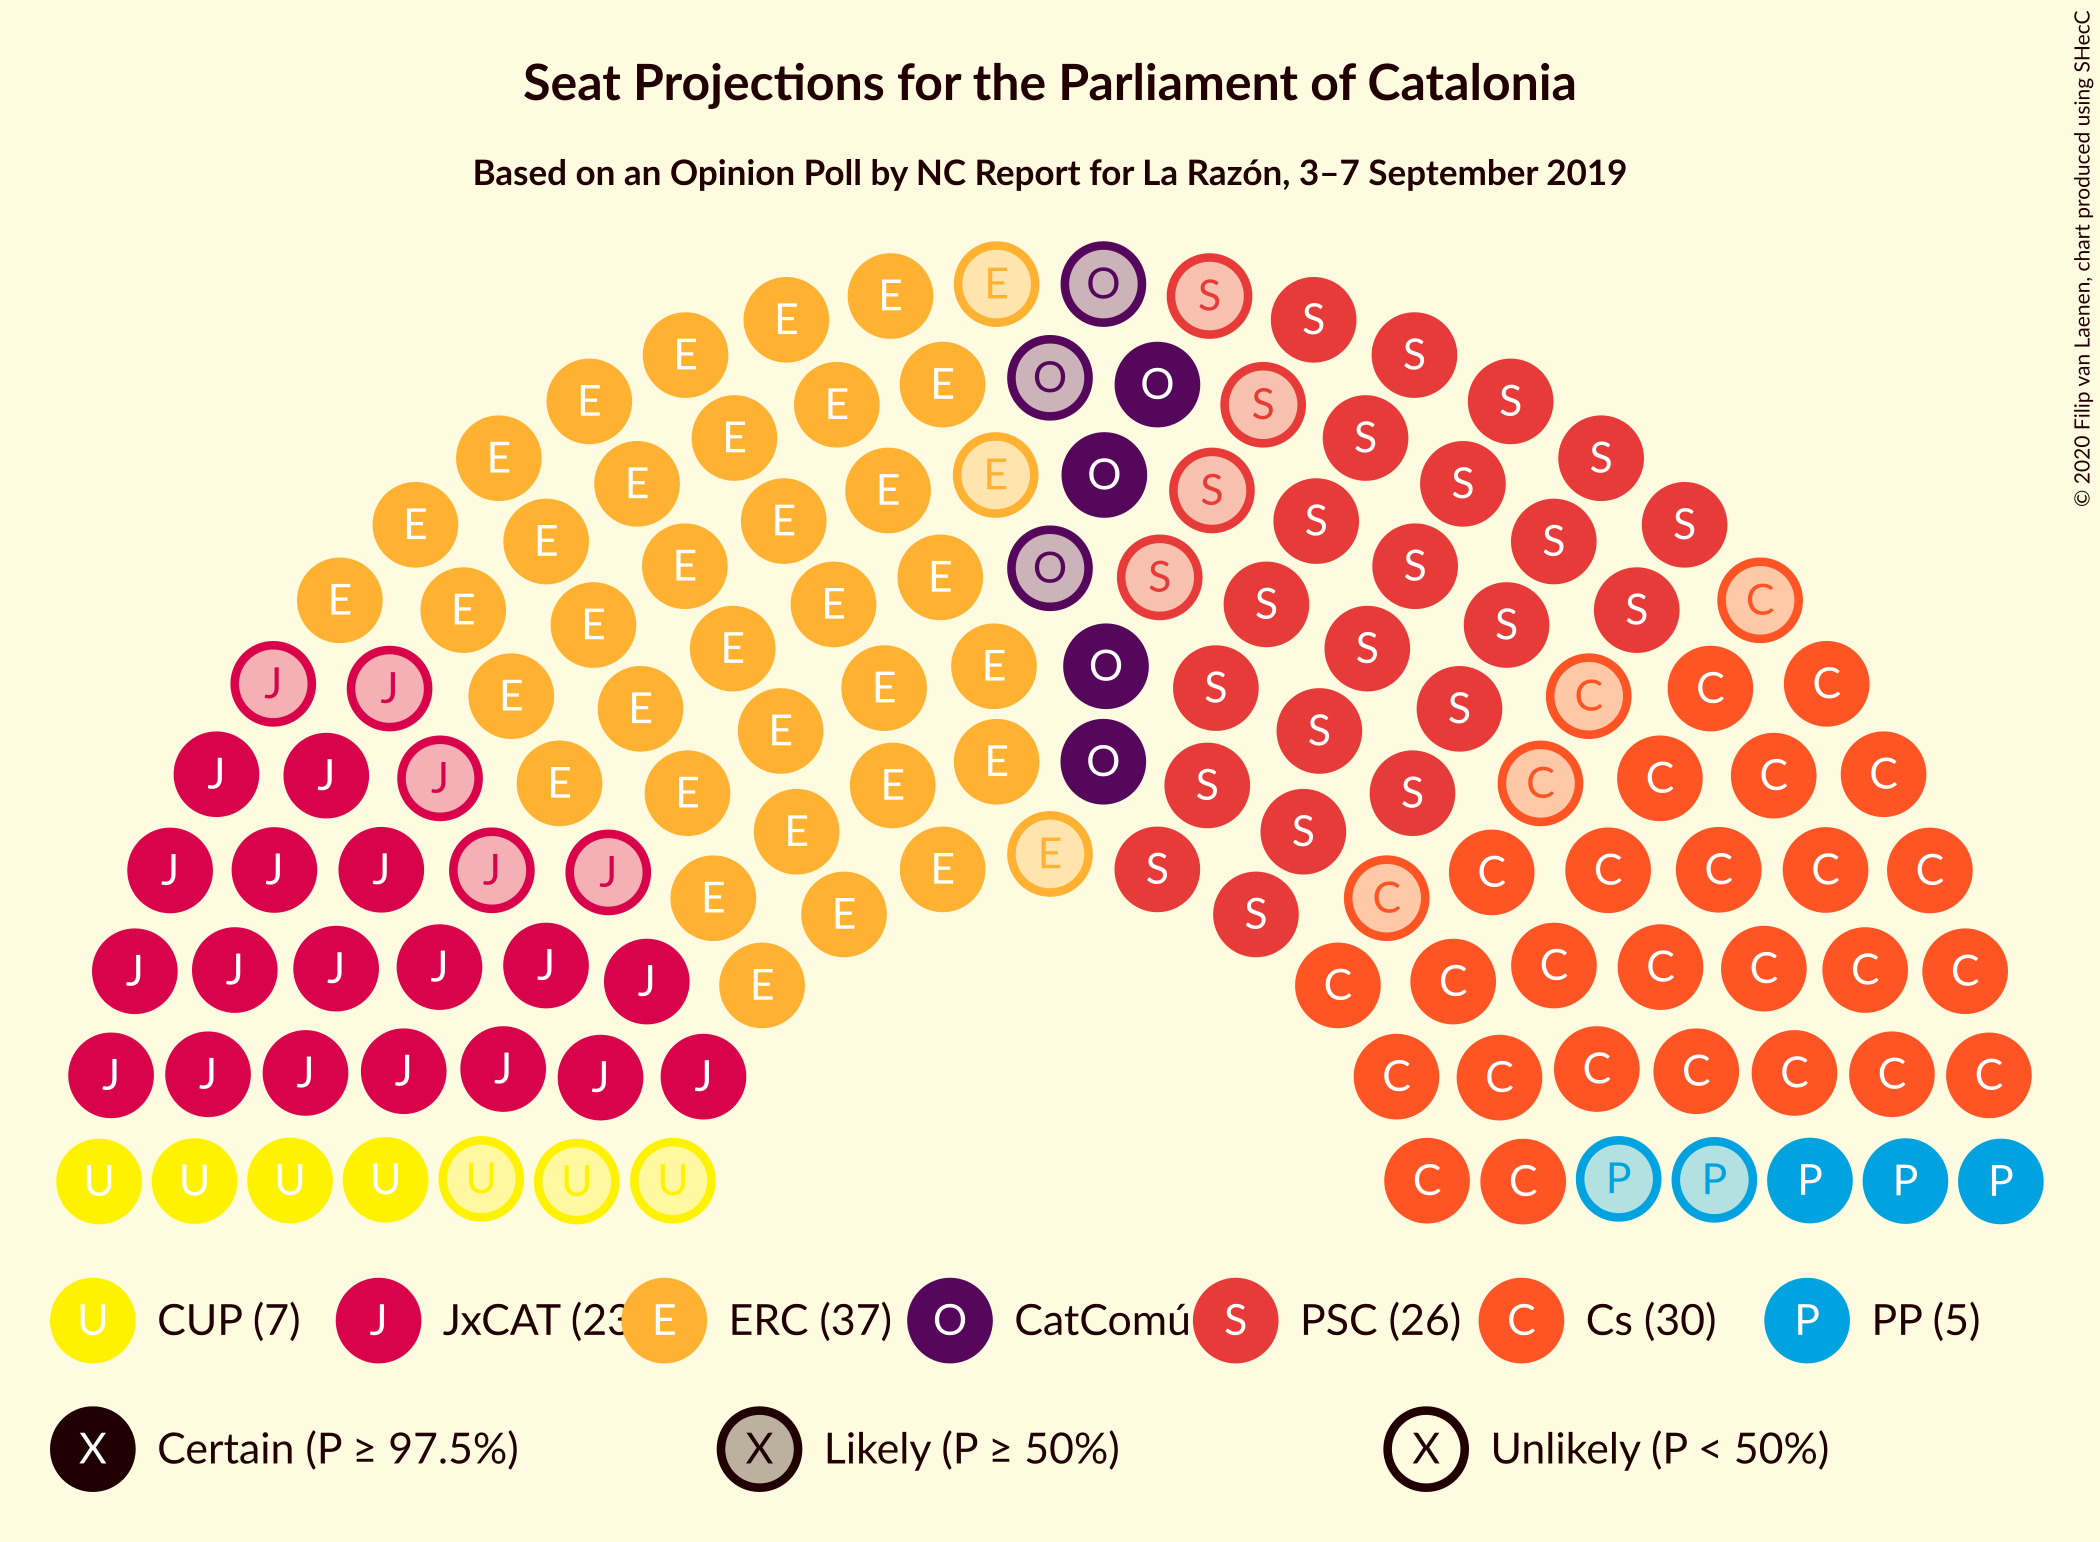 Seat Projections for the Parliament of Catalonia
Based on an Opinion Poll by NC Report for La Razón, 3–7 September 2019
© 2020 Filip van Laenen, chart produced using SHecC
E E O S
E S
E O O S S
E E S
E E S
E E E O S S S
E E S S
E E O S E S
E E E S S S
E E E S S C
J J E E E S S S C C C
E E O S
J J J E E E E O S S S C C C C
J J J J J E E E E E S S S C C C C C C
J J J J J J E C C C C C C C
J J J J J J J C C C C C C C
U U U U U U U C C P P P P P
U CUP (7) J JxCAT (23 E ERC (37) O CatComú S PSC (26) C Cs (30) P PP (5)
X Certain (P ≥ 97.5%) X Likely (P ≥ 50%) X Unlikely (P < 50%)